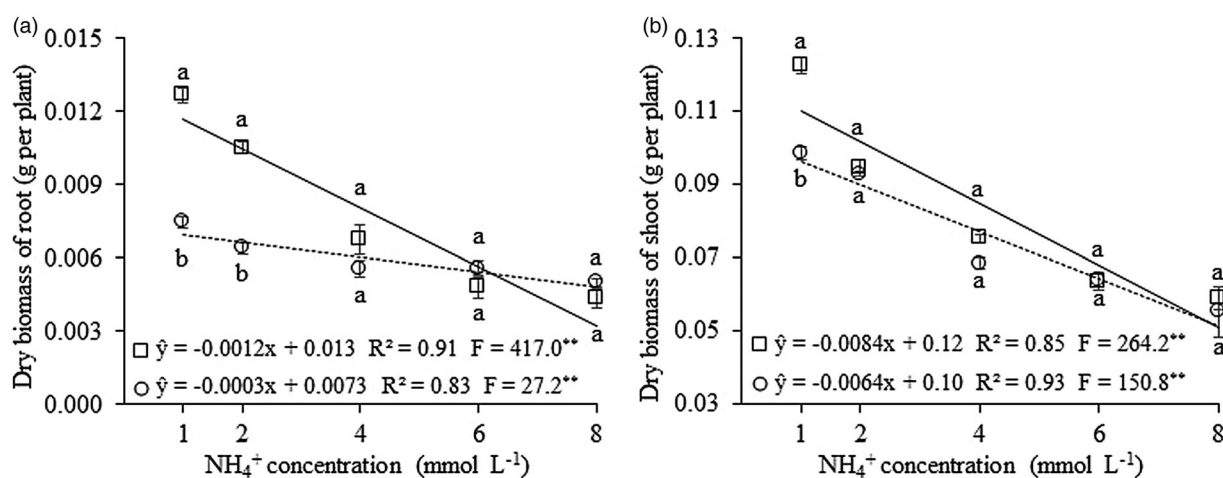 (a)
0.015
0.012
0.009
0.006
0.003
0.000
Dry biomass of root (g per plant)
a
a
a
a
a
b
b
a
a
a
ŷ = -0.0012x + 0.013 R² = 0.91 F = 417.0**
ŷ = -0.0003x + 0.0073 R² = 0.83 F = 27.2**
1 2 4 6 8
NH₄⁺ concentration (mmol L⁻¹)
(b)
0.13
0.11
0.09
0.07
0.05
0.03
Dry biomass of shoot (g per plant)
a
a
a
a
a
b
a
a
a
a
ŷ = -0.0084x + 0.12 R² = 0.85 F = 264.2**
ŷ = -0.0064x + 0.10 R² = 0.93 F = 150.8**
1 2 4 6 8
NH₄⁺ concentration (mmol L⁻¹)